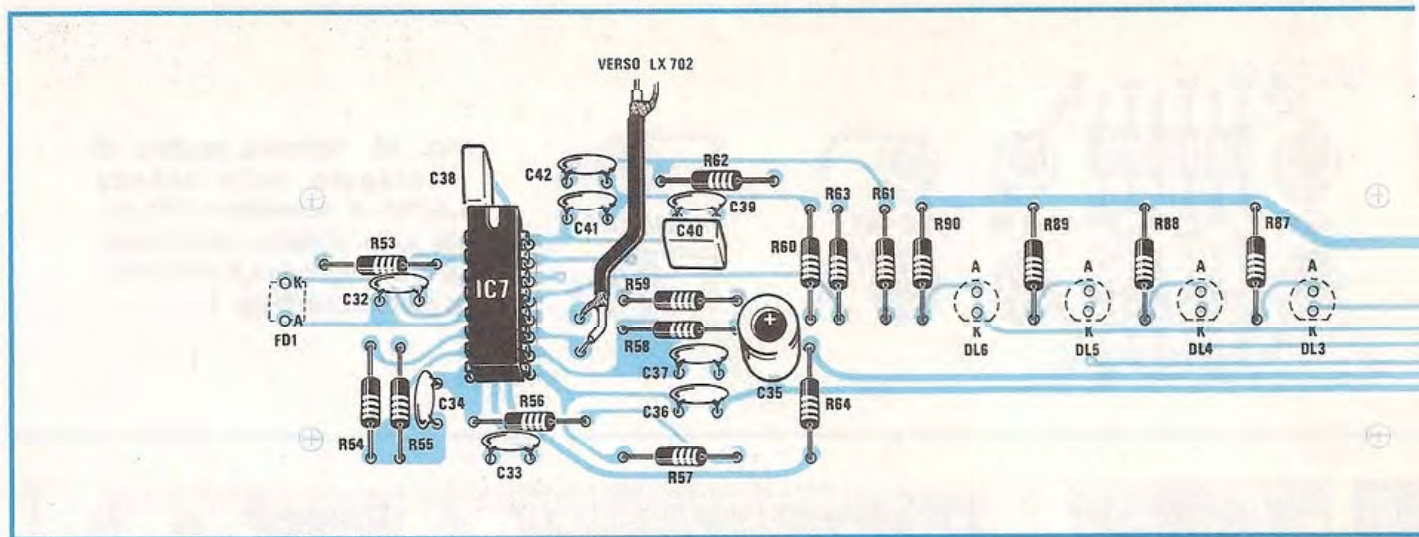 VERSO LX 702
C38
C42
C41
R62
C39
C40
R53
C32
IC7
K
A
FD1
R60
R63
R61
R90
R89
R88
R87
R59
R58
C37
C36
C35
R64
A
K
DL6
A
K
DL5
A
K
DL4
A
K
DL3
R54
R55
C34
R56
C33
R57